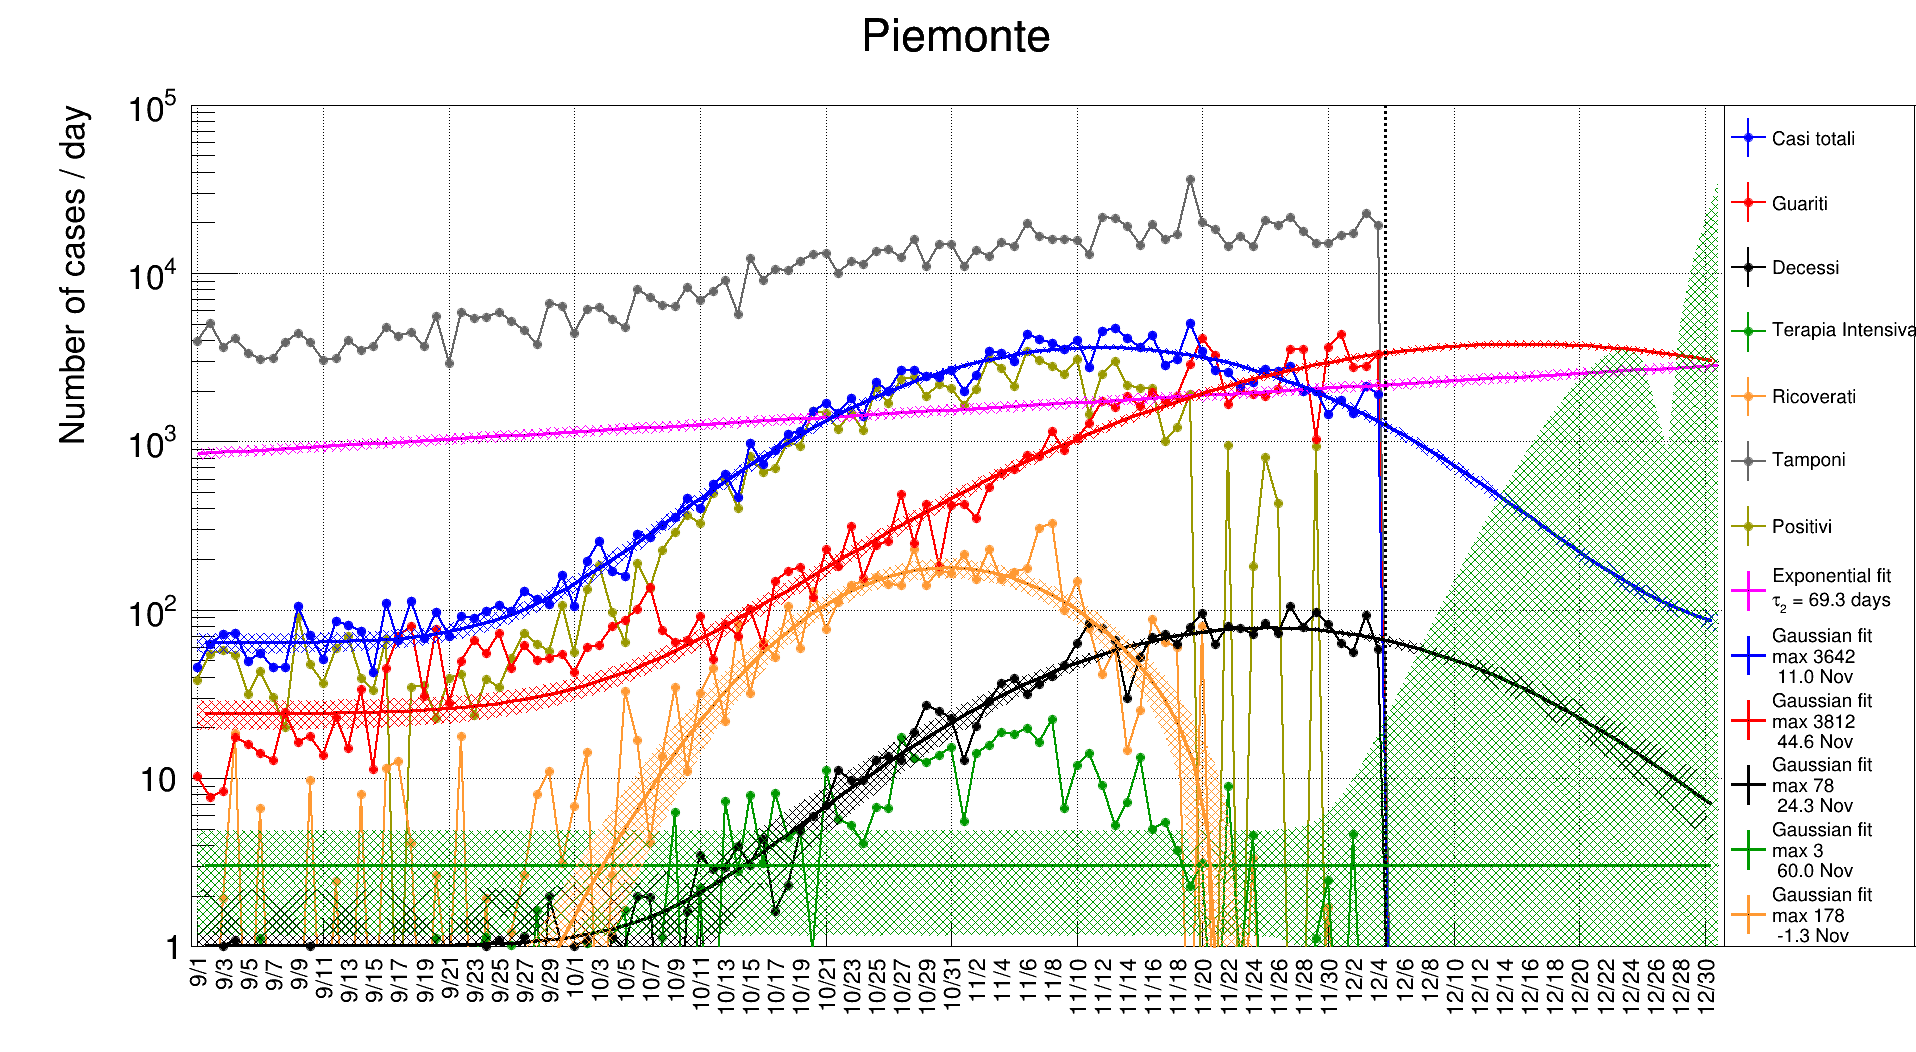 Piemonte
Number of cases / day
10^5
10^4
10^3
10^2
10
1
9/1 9/3 9/5 9/7 9/9 9/11 9/13 9/15 9/17 9/19 9/21 9/23 9/25 9/27 9/29 10/1 10/3 10/5 10/7 10/9 10/11 10/13 10/15 10/17 10/19 10/21 10/23 10/25 10/27 10/29 10/31 11/2 11/4 11/6 11/8 11/10 11/12 11/14 11/16 11/18 11/20 11/22 11/24 11/26 11/28 11/30 12/2 12/4 12/6 12/8 12/10 12/12 12/14 12/16 12/18 12/20 12/22 12/24 12/26 12/28 12/30
Casi totali
Guariti
Decessi
Terapia Intensiva
Ricoverati
Tamponi
Positivi
Exponential fit
τ₂ = 69.3 days
Gaussian fit
max 3642
11.0 Nov
Gaussian fit
max 3812
44.6 Nov
Gaussian fit
max 78
24.3 Nov
Gaussian fit
max 3
60.0 Nov
Gaussian fit
max 178
-1.3 Nov